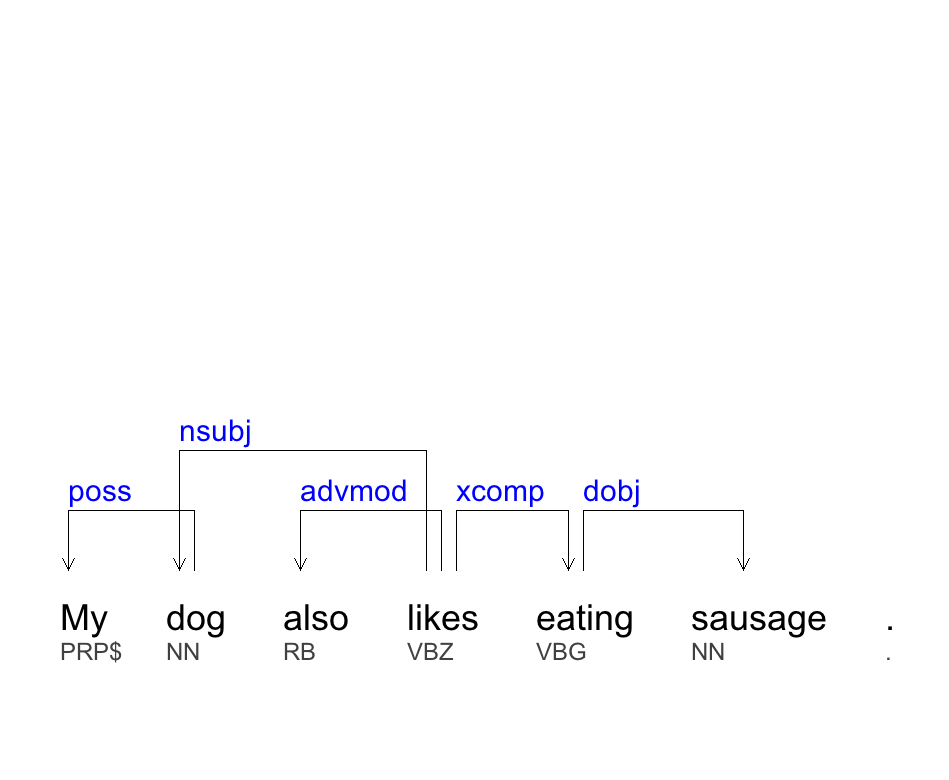 nsubj
poss advmod xcomp dobj
My dog also likes eating sausage .
PRP$ NN RB VBZ VBG NN .